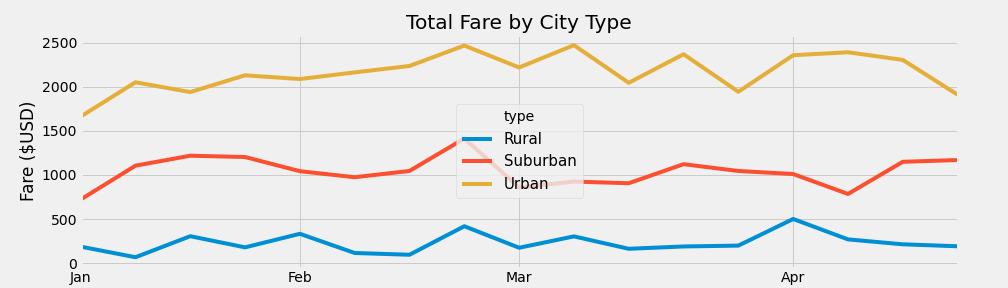 Total Fare by City Type
Fare ($USD)
2500
2000
1500
1000
500
0
type
Rural
Suburban
Urban
Jan Feb Mar Apr